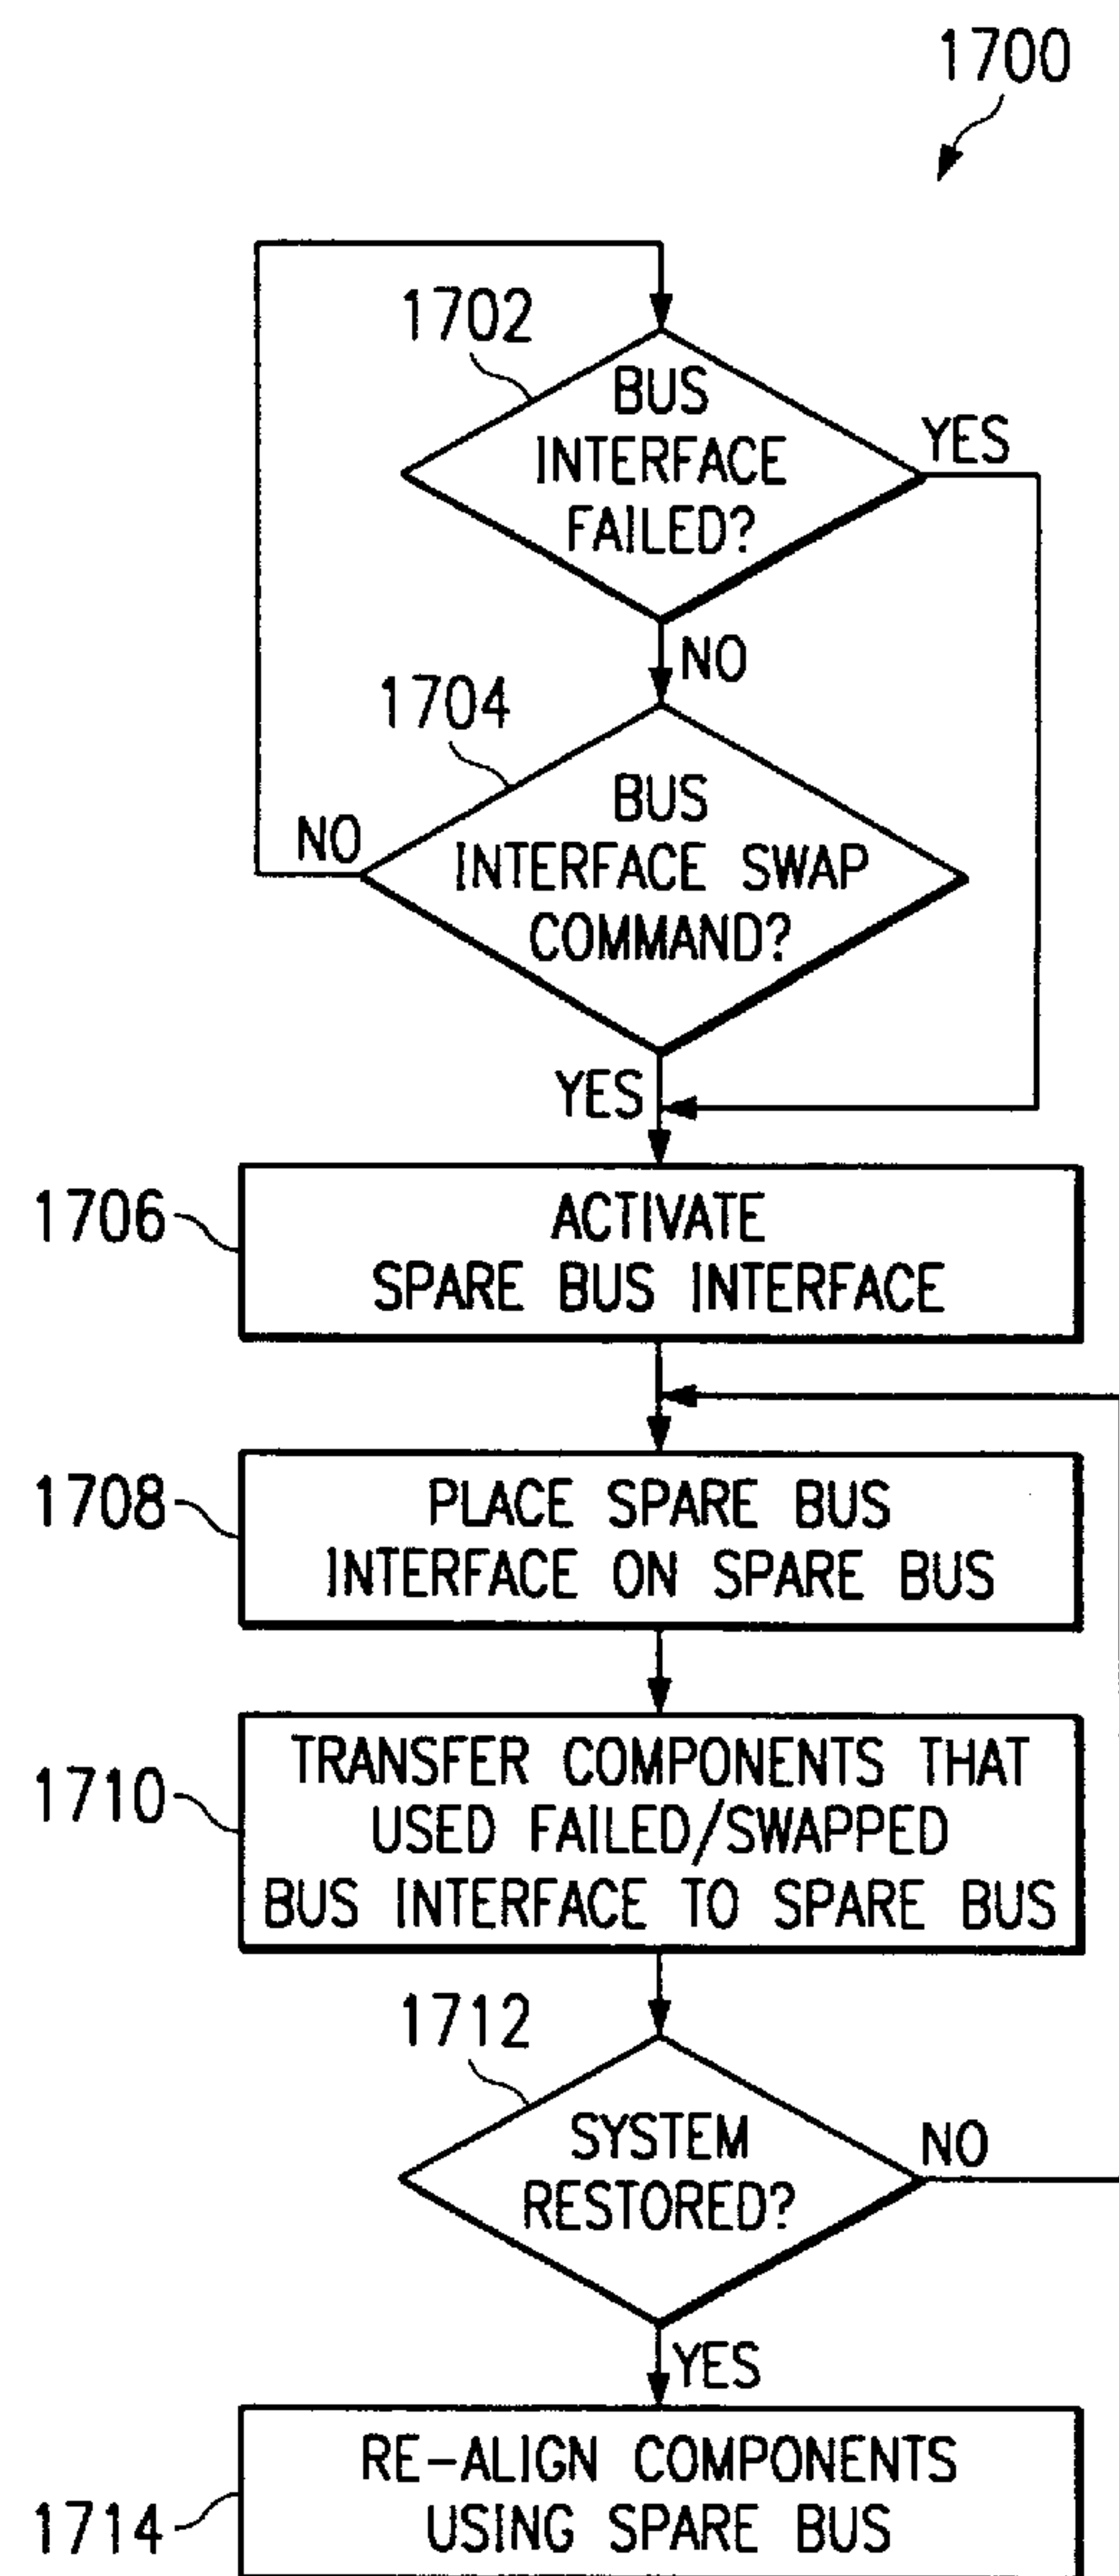 1700
1702
BUS
INTERFACE
FAILED?
YES
NO
1704
BUS
INTERFACE SWAP
COMMAND?
NO
YES
1706
ACTIVATE
SPARE BUS INTERFACE
1708
PLACE SPARE BUS
INTERFACE ON SPARE BUS
1710
TRANSFER COMPONENTS THAT
USED FAILED/SWAPPED
BUS INTERFACE TO SPARE BUS
1712
SYSTEM
RESTORED?
NO
YES
1714
RE-ALIGN COMPONENTS
USING SPARE BUS